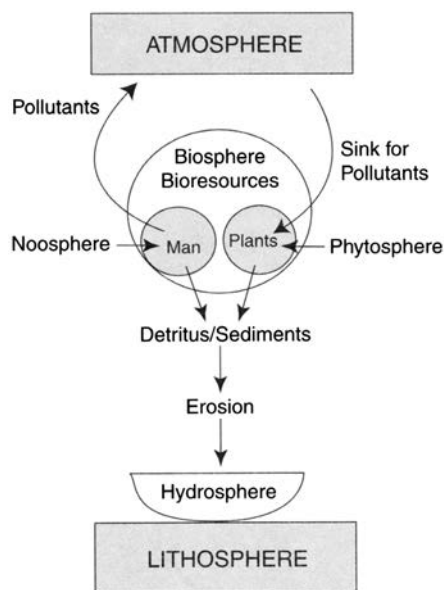 ATMOSPHERE
Pollutants
Biosphere
Bioresources
Sink for
Pollutants
Noosphere
Man
Plants
Phytosphere
Detritus/Sediments
Erosion
Hydrosphere
LITHOSPHERE